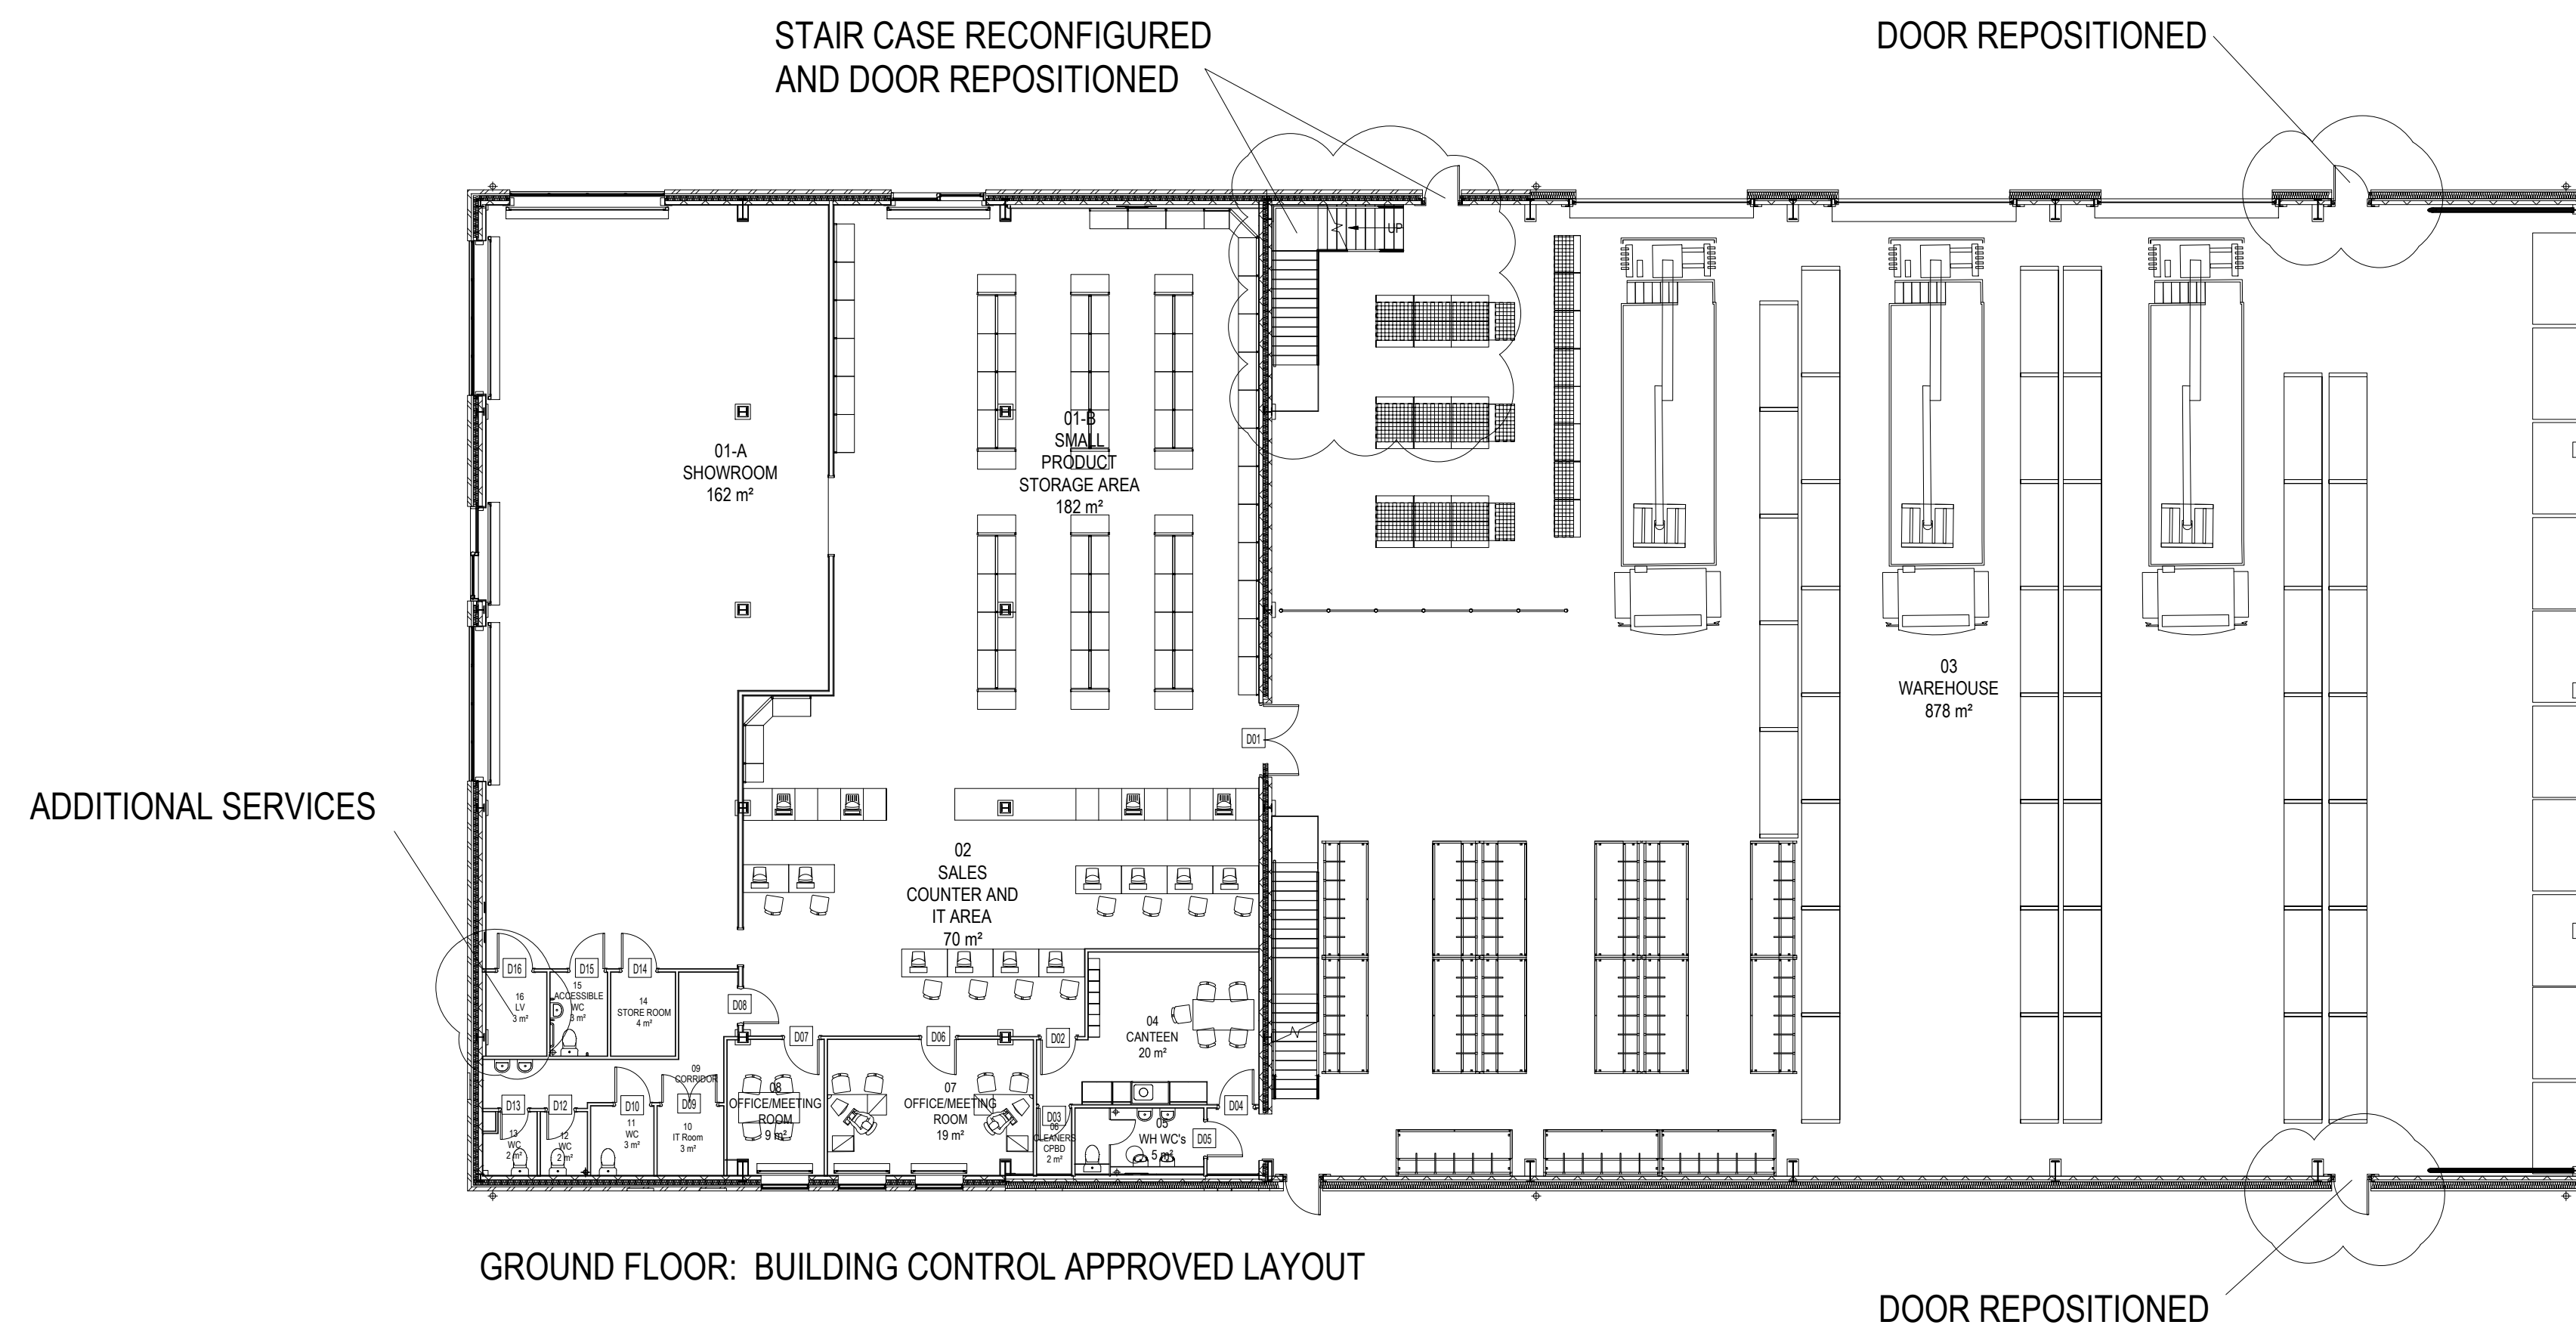 STAIR CASE RECONFIGURED
AND DOOR REPOSITIONED
DOOR REPOSITIONED
UP
01-A
SHOWROOM
162 m²
01-B
SMALL
PRODUCT
STORAGE AREA
182 m²
03
WAREHOUSE
878 m²
D01
ADDITIONAL SERVICES
02
SALES
COUNTER AND
IT AREA
70 m²
D16
D15
D14
16
LV
3 m²
15
ACCESSIBLE
WC
3 m²
14
STORE ROOM
4 m²
D08
D07
D06
D02
04
CANTEEN
20 m²
09
CORRIDOR
D13
D12
D10
D09
08
OFFICE/MEETING
ROOM
9 m²
07
OFFICE/MEETING
ROOM
19 m²
D03
D04
13
WC
2 m²
12
WC
2 m²
11
WC
3 m²
10
IT Room
3 m²
06
CLEANERS
CPBD
2 m²
05
WH WC's
5 m²
D05
GROUND FLOOR: BUILDING CONTROL APPROVED LAYOUT
DOOR REPOSITIONED